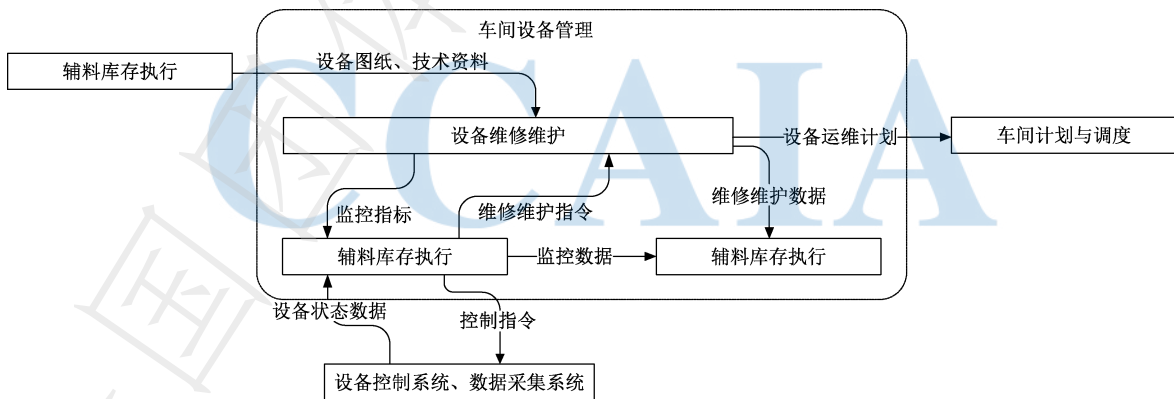 车间设备管理
辅料库存执行
设备图纸、技术资料
设备维修维护
设备运维计划
车间计划与调度
监控指标
维修维护指令
维修维护数据
辅料库存执行
监控数据
辅料库存执行
设备状态数据
控制指令
设备控制系统、数据采集系统
CCAIA
国